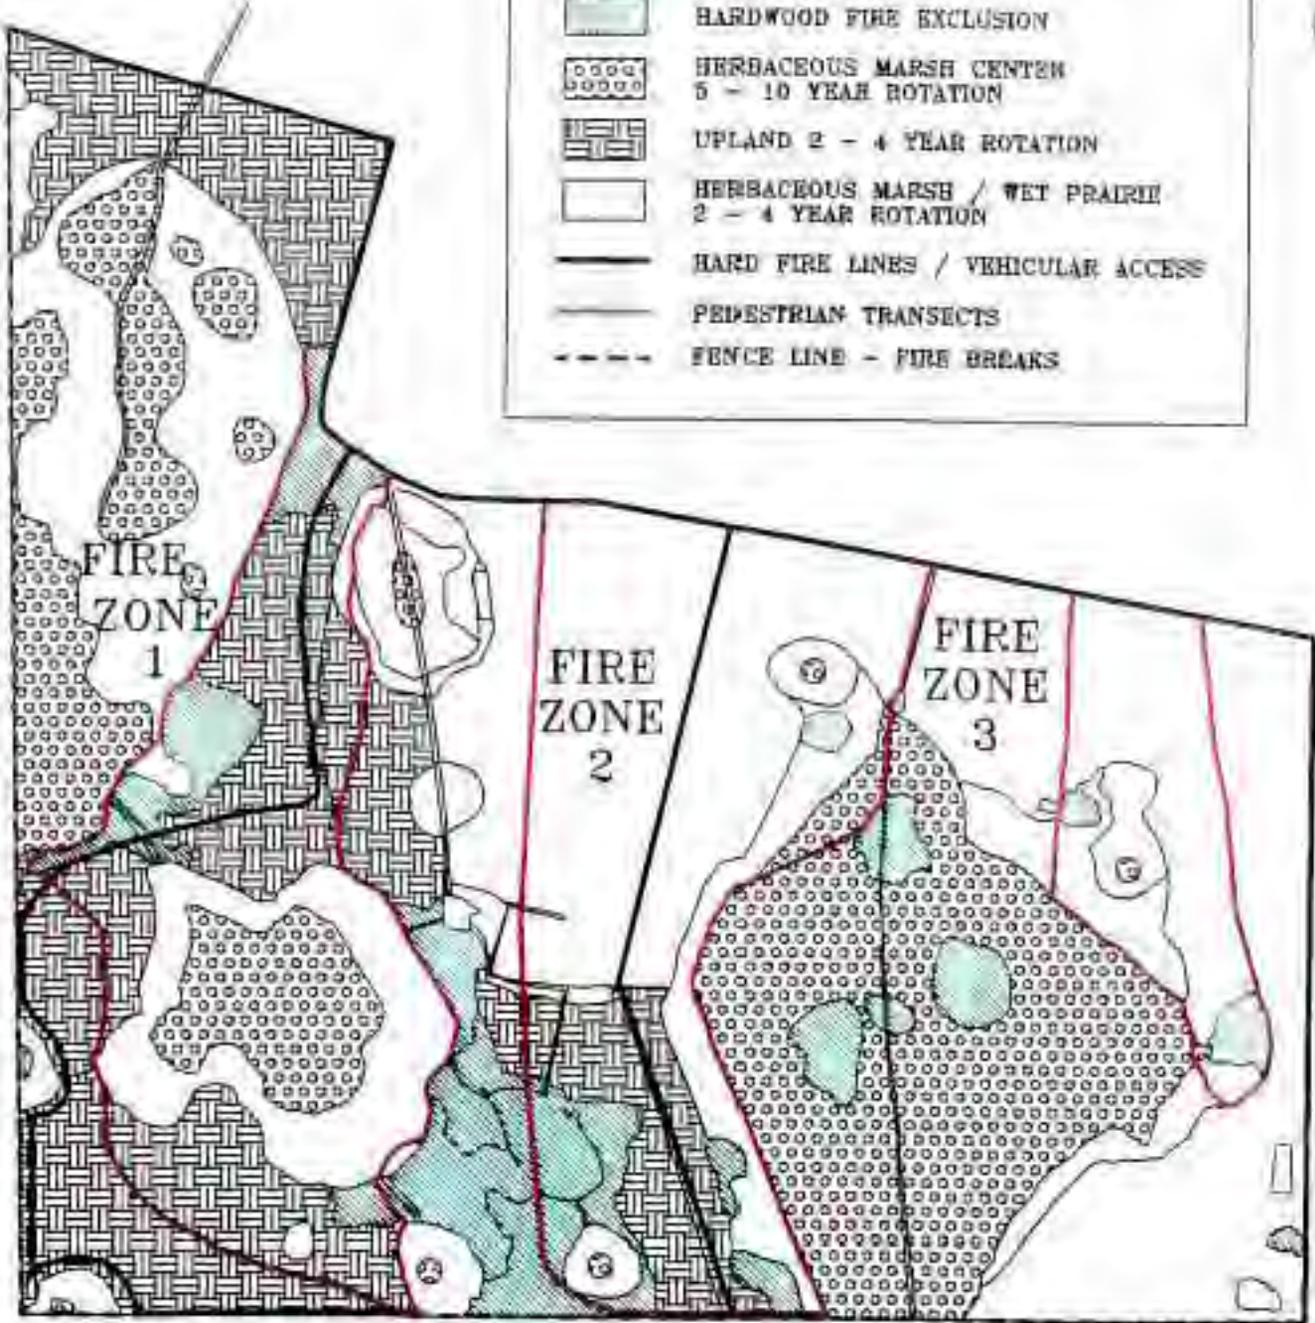 HARDWOOD FIRE EXCLUSION
HERBACEOUS MARSH CENTER
5 - 10 YEAR ROTATION
UPLAND 2 - 4 YEAR ROTATION
HERBACEOUS MARSH / WET PRAIRIE
2 - 4 YEAR ROTATION
HARD FIRE LINES / VEHICULAR ACCESS
PEDESTRIAN TRANSECTS
FENCE LINE - FIRE BREAKS
FIRE
ZONE
1
FIRE
ZONE
2
FIRE
ZONE
3